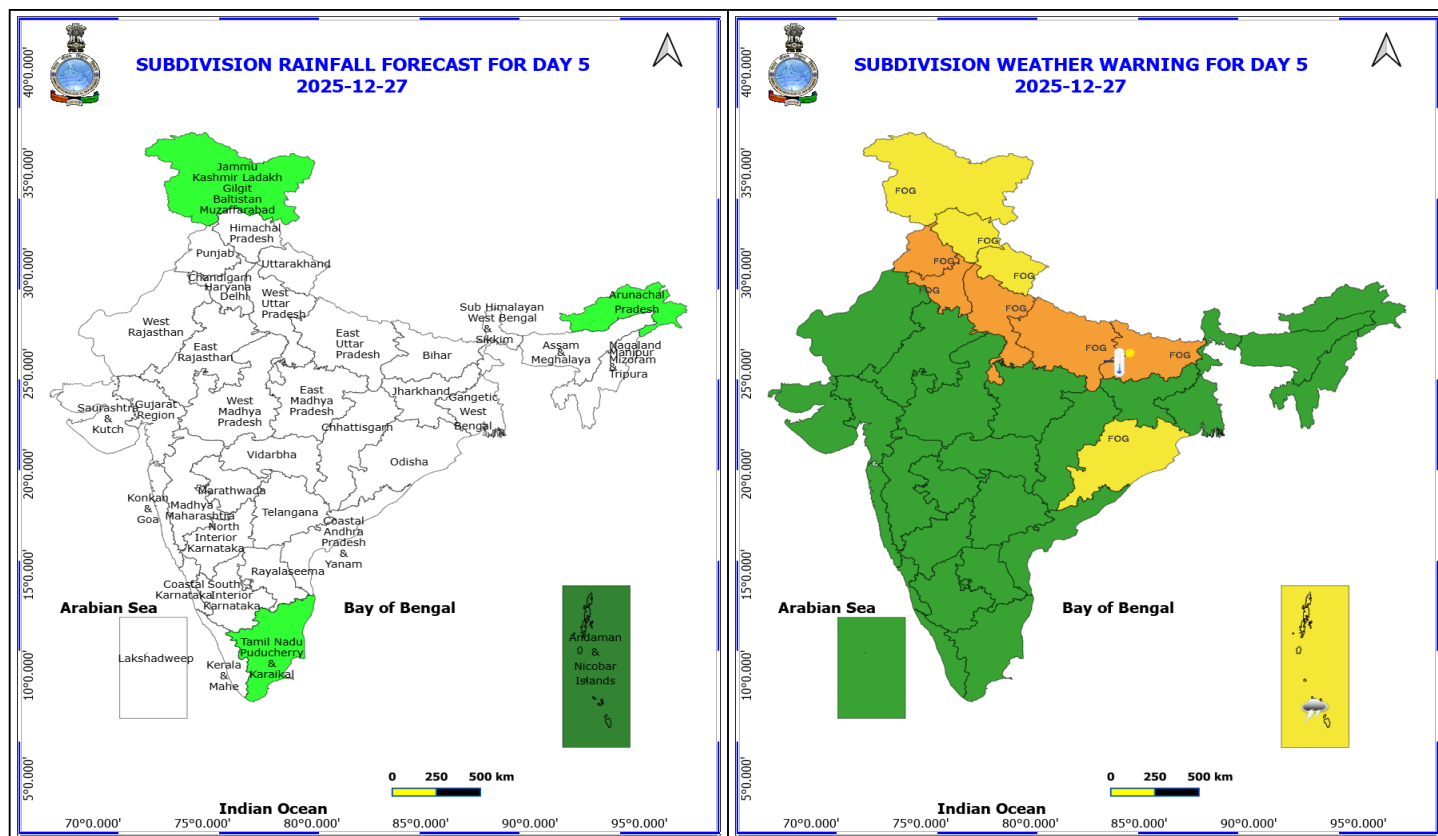 SUBDIVISION RAINFALL FORECAST FOR DAY 5
2025-12-27
40°0.000'
35°0.000'
30°0.000'
25°0.000'
20°0.000'
15°0.000'
10°0.000'
5°0.000'
Jammu
Kashmir Ladakh
Gilgit
Baltistan
Muzaffarabad
Himachal
Pradesh
Punjab
Uttarakhand
Chandigarh
Haryana
Delhi
West
Uttar
Pradesh
Arunachal
Pradesh
Sub Himalayan
West Bengal
&
Sikkim
West
Rajasthan
East
Rajasthan
East
Uttar
Pradesh
Bihar
Assam
&
Meghalaya
Nagaland
Manipur
Mizoram
&
Tripura
Saurashtra
&
Kutch
Gujarat
Region
West
Madhya
Pradesh
East
Madhya
Pradesh
Jharkhand
Gangetic
West
Bengal
Chhattisgarh
Vidarbha
Odisha
Konkan
&
Goa
Madhya
Maharashtra
Marathwada
Telangana
North
Interior
Karnataka
Coastal
Andhra
Pradesh
&
Yanam
Rayalaseema
Coastal
Karnataka
South
Interior
Karnataka
Arabian Sea
Bay of Bengal
Lakshadweep
Kerala
&
Mahe
Tamil Nadu
Puducherry
&
Karaikal
Andaman
&
Nicobar
Islands
0 250 500 km
Indian Ocean
70°0.000' 75°0.000' 80°0.000' 85°0.000' 90°0.000' 95°0.000'
SUBDIVISION WEATHER WARNING FOR DAY 5
2025-12-27
40°0.000'
35°0.000'
30°0.000'
25°0.000'
20°0.000'
15°0.000'
10°0.000'
5°0.000'
FOG
FOG
FOG
FOG
FOG
FOG
FOG
FOG
FOG
Arabian Sea
Bay of Bengal
0 250 500 km
Indian Ocean
70°0.000' 75°0.000' 80°0.000' 85°0.000' 90°0.000' 95°0.000'